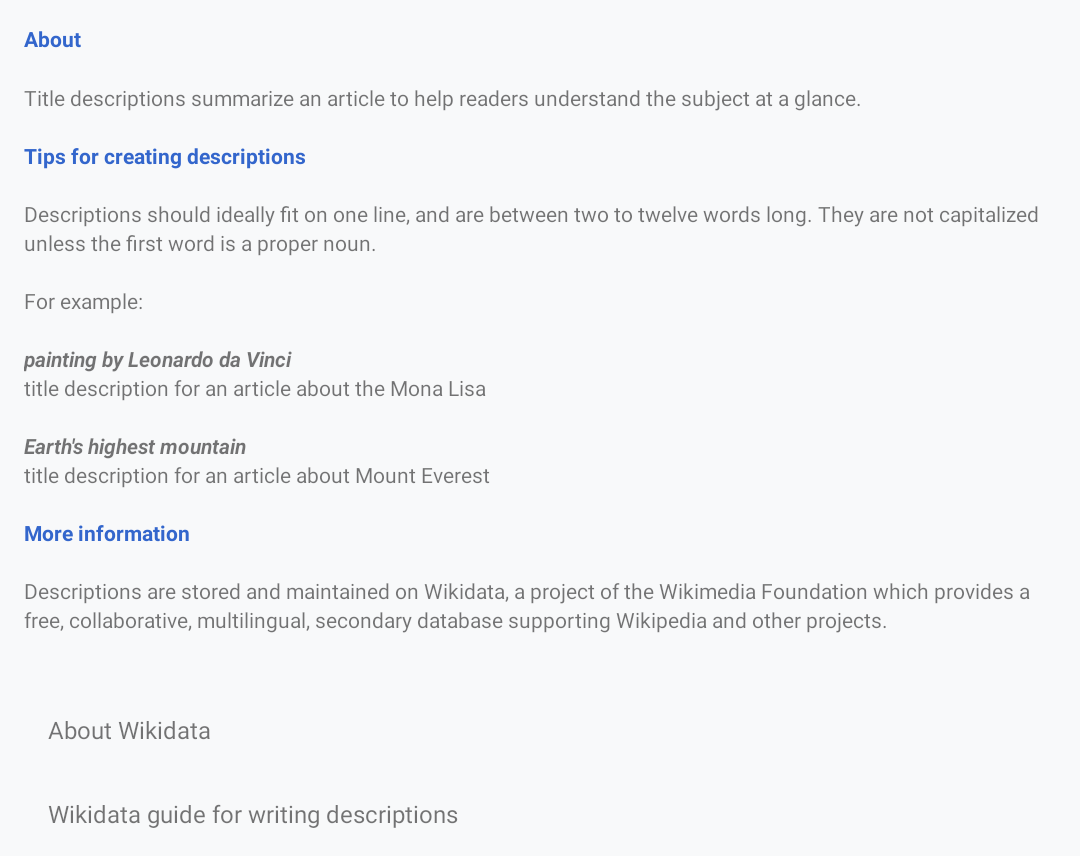 About
Title descriptions summarize an article to help readers understand the subject at a glance.
Tips for creating descriptions
Descriptions should ideally fit on one line, and are between two to twelve words long. They are not capitalized
unless the first word is a proper noun.
For example:
painting by Leonardo da Vinci
title description for an article about the Mona Lisa
Earth's highest mountain
title description for an article about Mount Everest
More information
Descriptions are stored and maintained on Wikidata, a project of the Wikimedia Foundation which provides a
free, collaborative, multilingual, secondary database supporting Wikipedia and other projects.
About Wikidata
Wikidata guide for writing descriptions